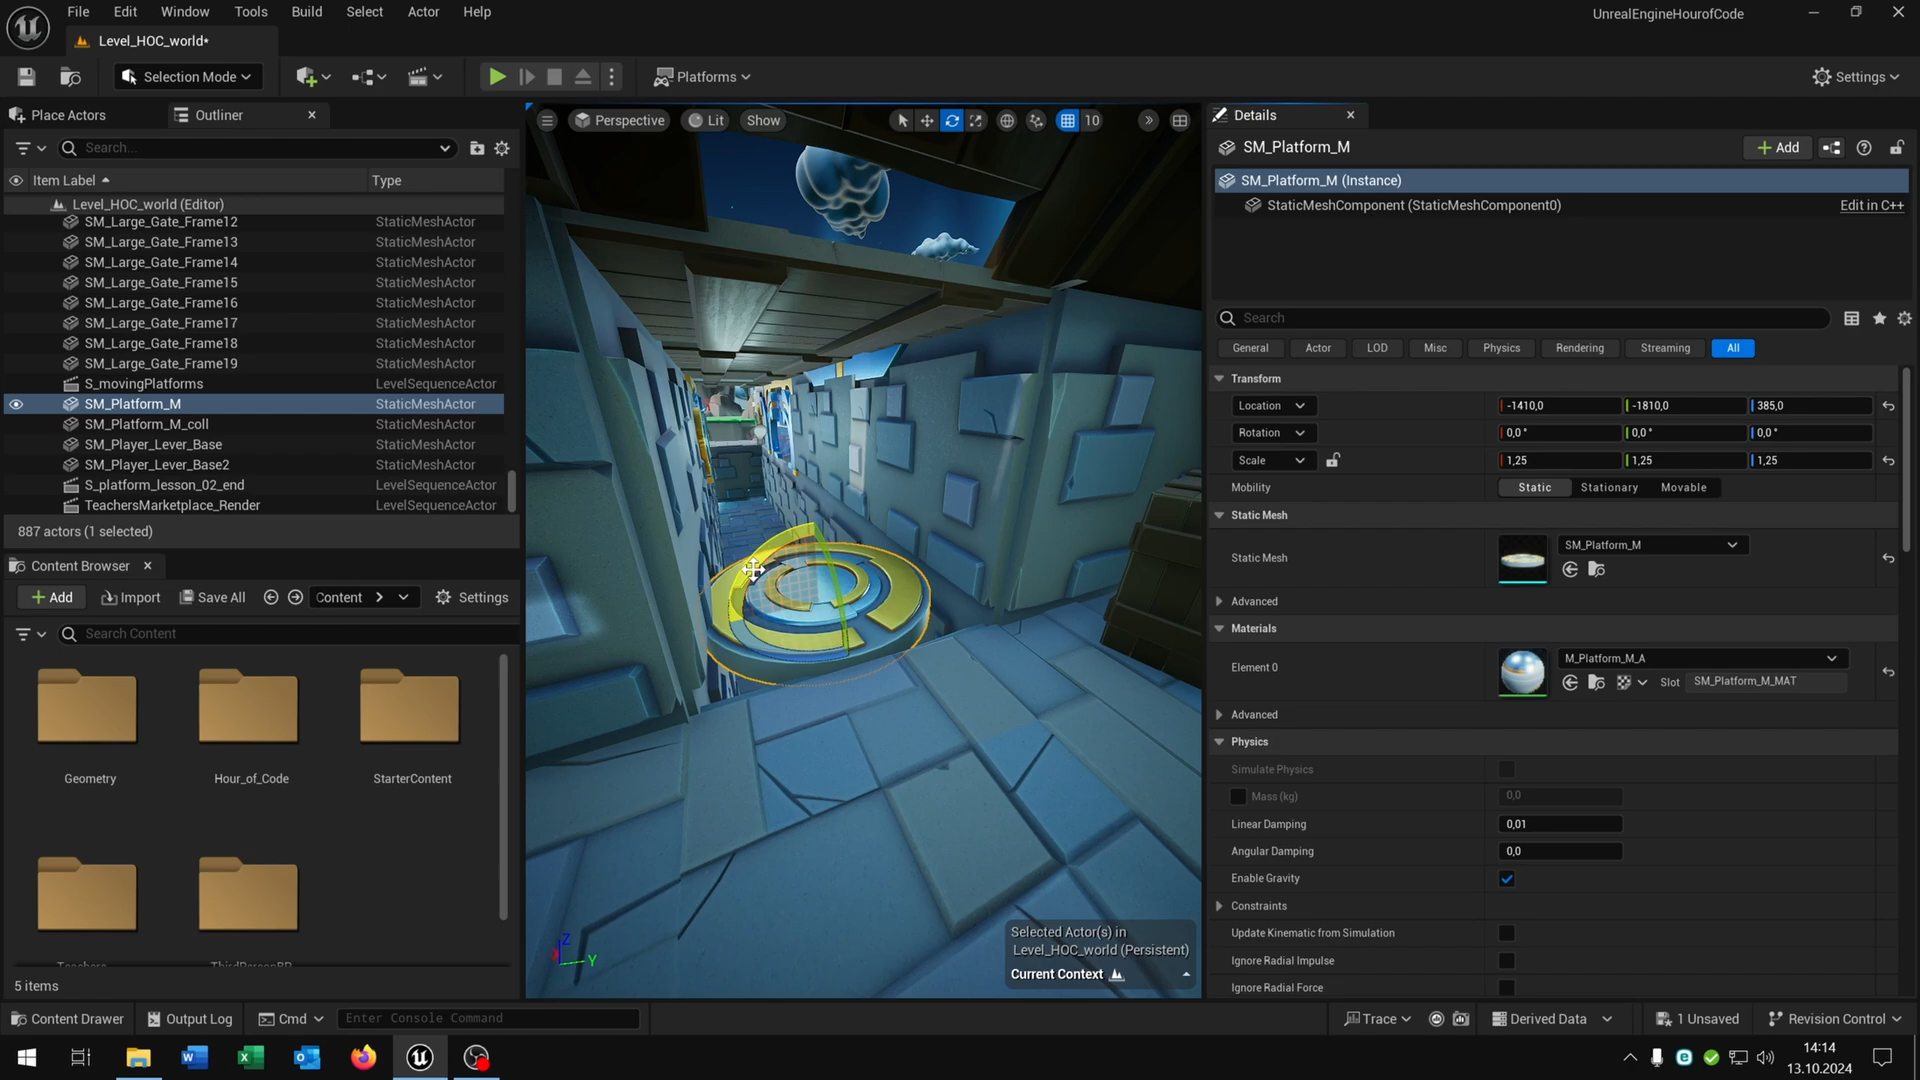 File Edit Window Tools Build Select Actor Help
UnrealEngineHourofCode
Level_HOC_world*
Selection Mode
Platforms
Settings
Place Actors
Outliner
Search...
Item Label Type
Level_HOC_world (Editor)
SM_Large_Gate_Frame12 StaticMeshActor
SM_Large_Gate_Frame13 StaticMeshActor
SM_Large_Gate_Frame14 StaticMeshActor
SM_Large_Gate_Frame15 StaticMeshActor
SM_Large_Gate_Frame16 StaticMeshActor
SM_Large_Gate_Frame17 StaticMeshActor
SM_Large_Gate_Frame18 StaticMeshActor
SM_Large_Gate_Frame19 StaticMeshActor
S_movingPlatforms LevelSequenceActor
SM_Platform_M StaticMeshActor
SM_Platform_M_coll StaticMeshActor
SM_Player_Lever_Base StaticMeshActor
SM_Player_Lever_Base2 StaticMeshActor
S_platform_lesson_02_end LevelSequenceActor
TeachersMarketplace_Render LevelSequenceActor
887 actors (1 selected)
Content Browser
Add Import Save All Content Settings
Search Content
Geometry Hour_of_Code StarterContent
5 items
Perspective Lit Show 10
Z
Y
Selected Actor(s) in
Level_HOC_world (Persistent)
Current Context
Details
SM_Platform_M
Add
SM_Platform_M (Instance)
StaticMeshComponent (StaticMeshComponent0) Edit in C++
Search
General Actor LOD Misc Physics Rendering Streaming All
Transform
Location -1410,0 -1810,0 385,0
Rotation 0,0° 0,0° 0,0°
Scale 1,25 1,25 1,25
Mobility Static Stationary Movable
Static Mesh
Static Mesh SM_Platform_M
Advanced
Materials
Element 0 M_Platform_M_A
Slot SM_Platform_M_MAT
Advanced
Physics
Simulate Physics
Mass (kg) 0,0
Linear Damping 0,01
Angular Damping 0,0
Enable Gravity
Constraints
Update Kinematic from Simulation
Ignore Radial Impulse
Ignore Radial Force
Content Drawer Output Log Cmd Enter Console Command
Trace Derived Data 1 Unsaved Revision Control
14:14
13.10.2024